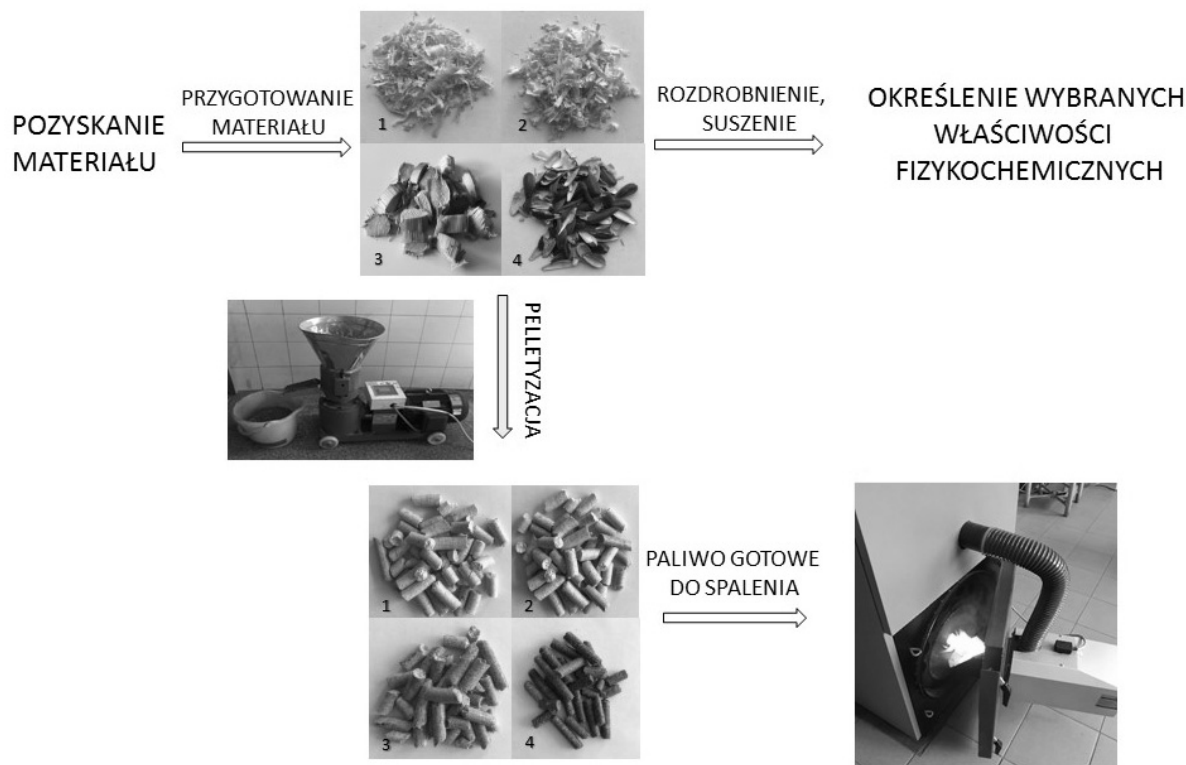 POZYSKANIE
MATERIAŁU
PRZYGOTOWANIE
MATERIAŁU
1
2
3
4
ROZDROBNIENIE,
SUSZENIE
OKREŚLENIE WYBRANYCH
WŁAŚCIWOŚCI
FIZYKOCHEMICZNYCH
PELLETYZACJA
1
2
3
4
PALIWO GOTOWE
DO SPALENIA